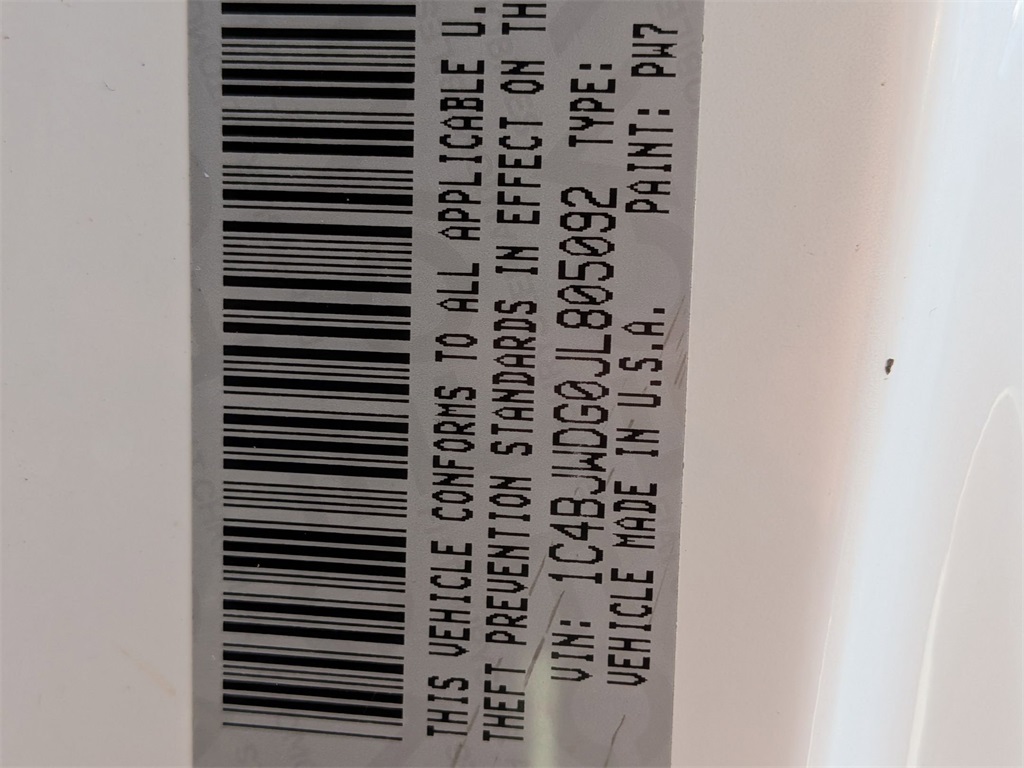 THIS VEHICLE CONFORMS TO ALL APPLICABLE U.
THEFT PREVENTION STANDARDS IN EFFECT ON TH
VIN: 1C4BJWDG0JL805092 TYPE:
VEHICLE MADE IN U.S.A. PAINT: PW7